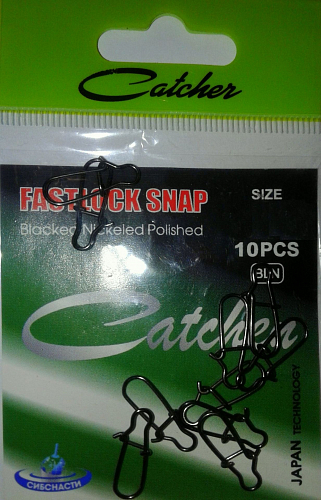 Catcher
FAST LOCK SNAP
SIZE
Blacked Nickeled Polished
10PCS
BLN
Catcher
JAPAN TECHNOLOGY
СИБСНАСТИ